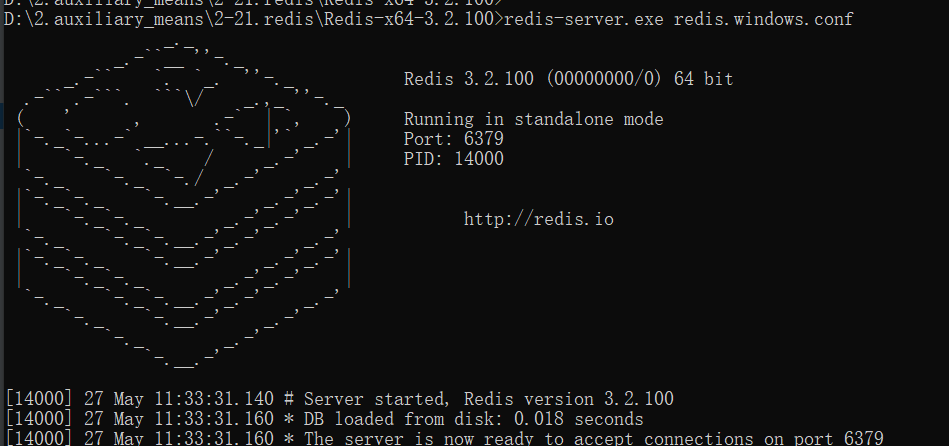 D:\2.auxiliary_means\2-21.redis\Redis-x64-3.2.100>
D:\2.auxiliary_means\2-21.redis\Redis-x64-3.2.100>redis-server.exe redis.windows.conf
Redis 3.2.100 (00000000/0) 64 bit
Running in standalone mode
Port: 6379
PID: 14000
http://redis.io
[14000] 27 May 11:33:31.140 # Server started, Redis version 3.2.100
[14000] 27 May 11:33:31.160 * DB loaded from disk: 0.018 seconds
[14000] 27 May 11:33:31.160 * The server is now ready to accept connections on port 6379